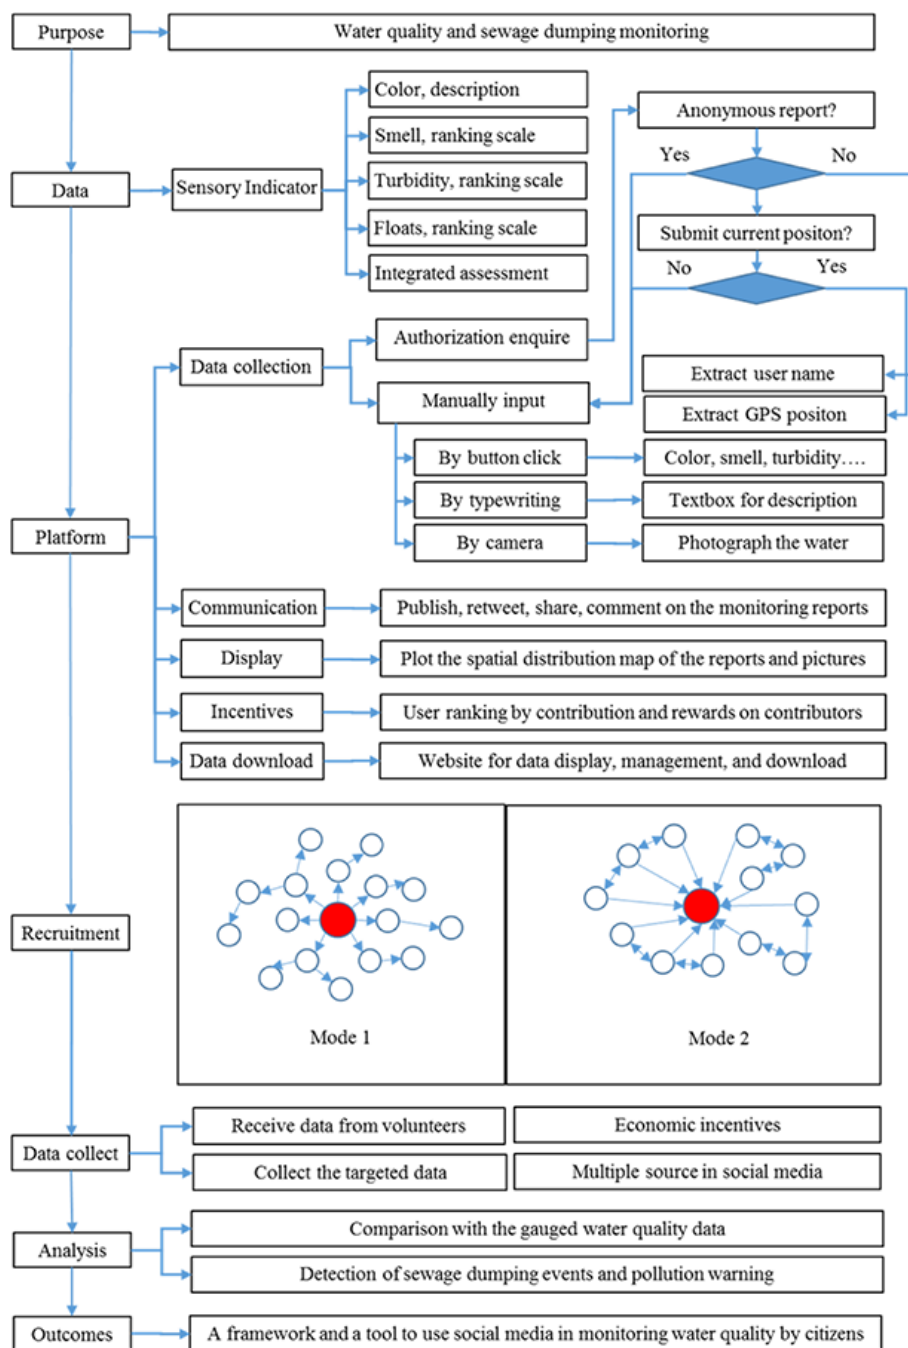 Purpose
Water quality and sewage dumping monitoring
Color, description
Anonymous report?
Smell, ranking scale
Yes
No
Data
Sensory Indicator
Turbidity, ranking scale
Floats, ranking scale
Submit current positon?
Integrated assessment
No
Yes
Authorization enquire
Data collection
Extract user name
Manually input
Extract GPS positon
By button click
Color, smell, turbidity....
By typewriting
Textbox for description
Platform
By camera
Photograph the water
Communication
Publish, retweet, share, comment on the monitoring reports
Display
Plot the spatial distribution map of the reports and pictures
Incentives
User ranking by contribution and rewards on contributors
Data download
Website for data display, management, and download
Recruitment
Mode 1
Mode 2
Receive data from volunteers
Economic incentives
Data collect
Collect the targeted data
Multiple source in social media
Comparison with the gauged water quality data
Analysis
Detection of sewage dumping events and pollution warning
Outcomes
A framework and a tool to use social media in monitoring water quality by citizens